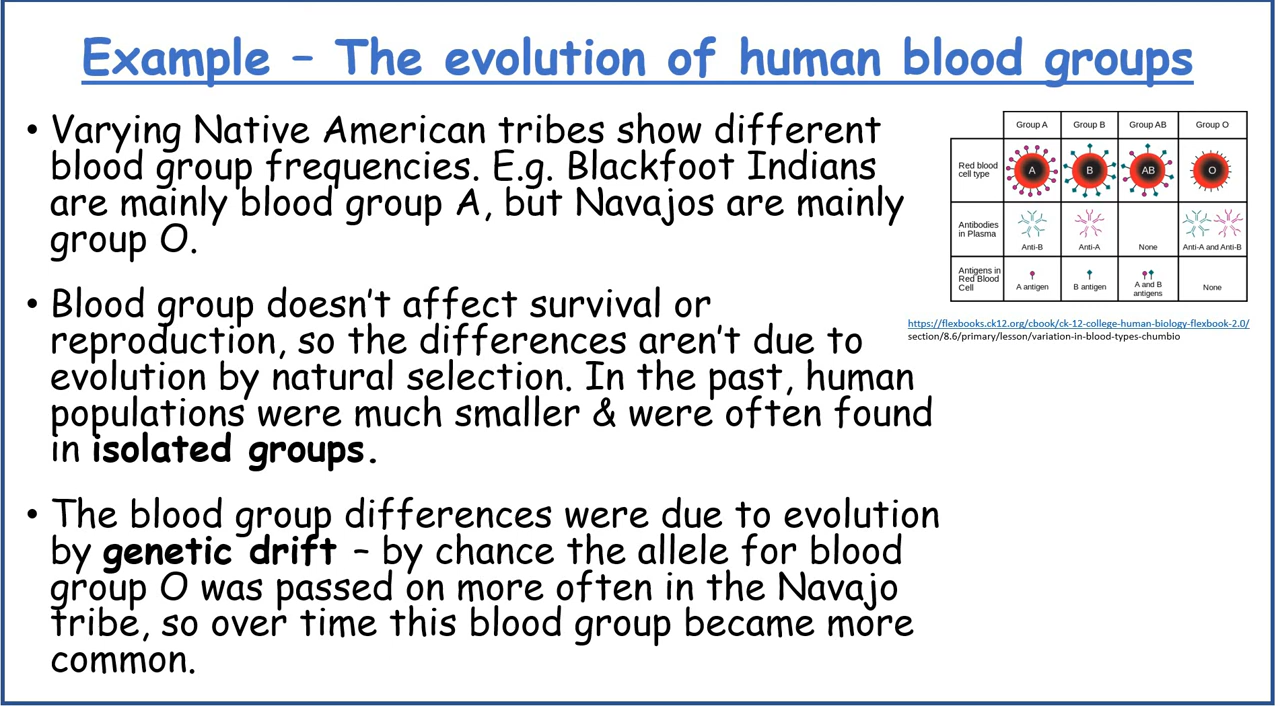 Example – The evolution of human blood groups
• Varying Native American tribes show different
blood group frequencies. E.g. Blackfoot Indians
are mainly blood group A, but Navajos are mainly
group O.
• Blood group doesn’t affect survival or
reproduction, so the differences aren’t due to
evolution by natural selection. In the past, human
populations were much smaller & were often found
in isolated groups.
• The blood group differences were due to evolution
by genetic drift – by chance the allele for blood
group O was passed on more often in the Navajo
tribe, so over time this blood group became more
common.
Group A Group B Group AB Group O
Red blood
cell type
A B AB O
Antibodies
in Plasma
Anti-B Anti-A None Anti-A and Anti-B
Antigens in
Red Blood
Cell
A antigen B antigen A and B
antigens
None
https://flexbooks.ck12.org/cbook/ck-12-college-human-biology-flexbook-2.0/
section/8.6/primary/lesson/variation-in-blood-types-chumbio